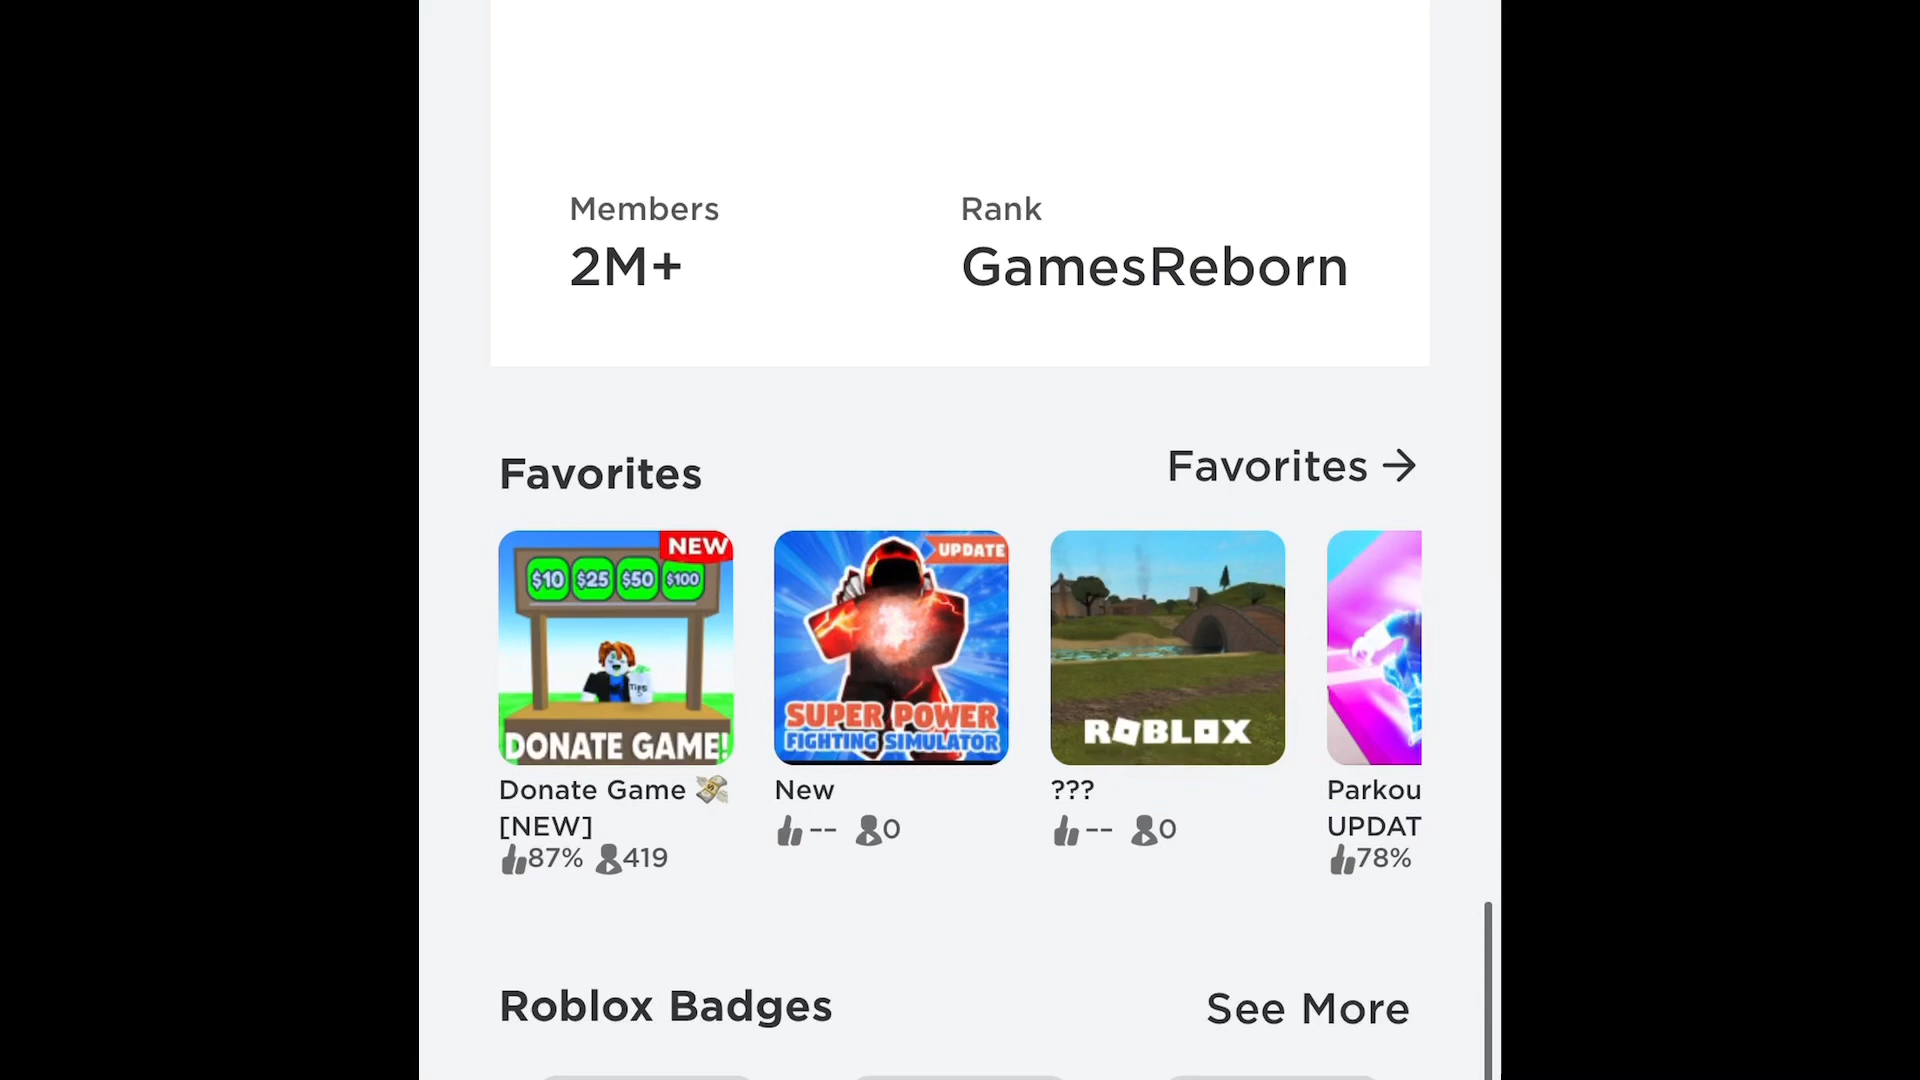 Members
2M+
Rank
GamesReborn
Favorites
Favorites →
NEW
$10 $25 $50 $100
Tips
DONATE GAME!
UPDATE
SUPER POWER
FIGHTING SIMULATOR
ROBLOX
Donate Game 💸
[NEW]
87% 419
New
-- 0
???
-- 0
Parkou
UPDAT
78%
Roblox Badges
See More